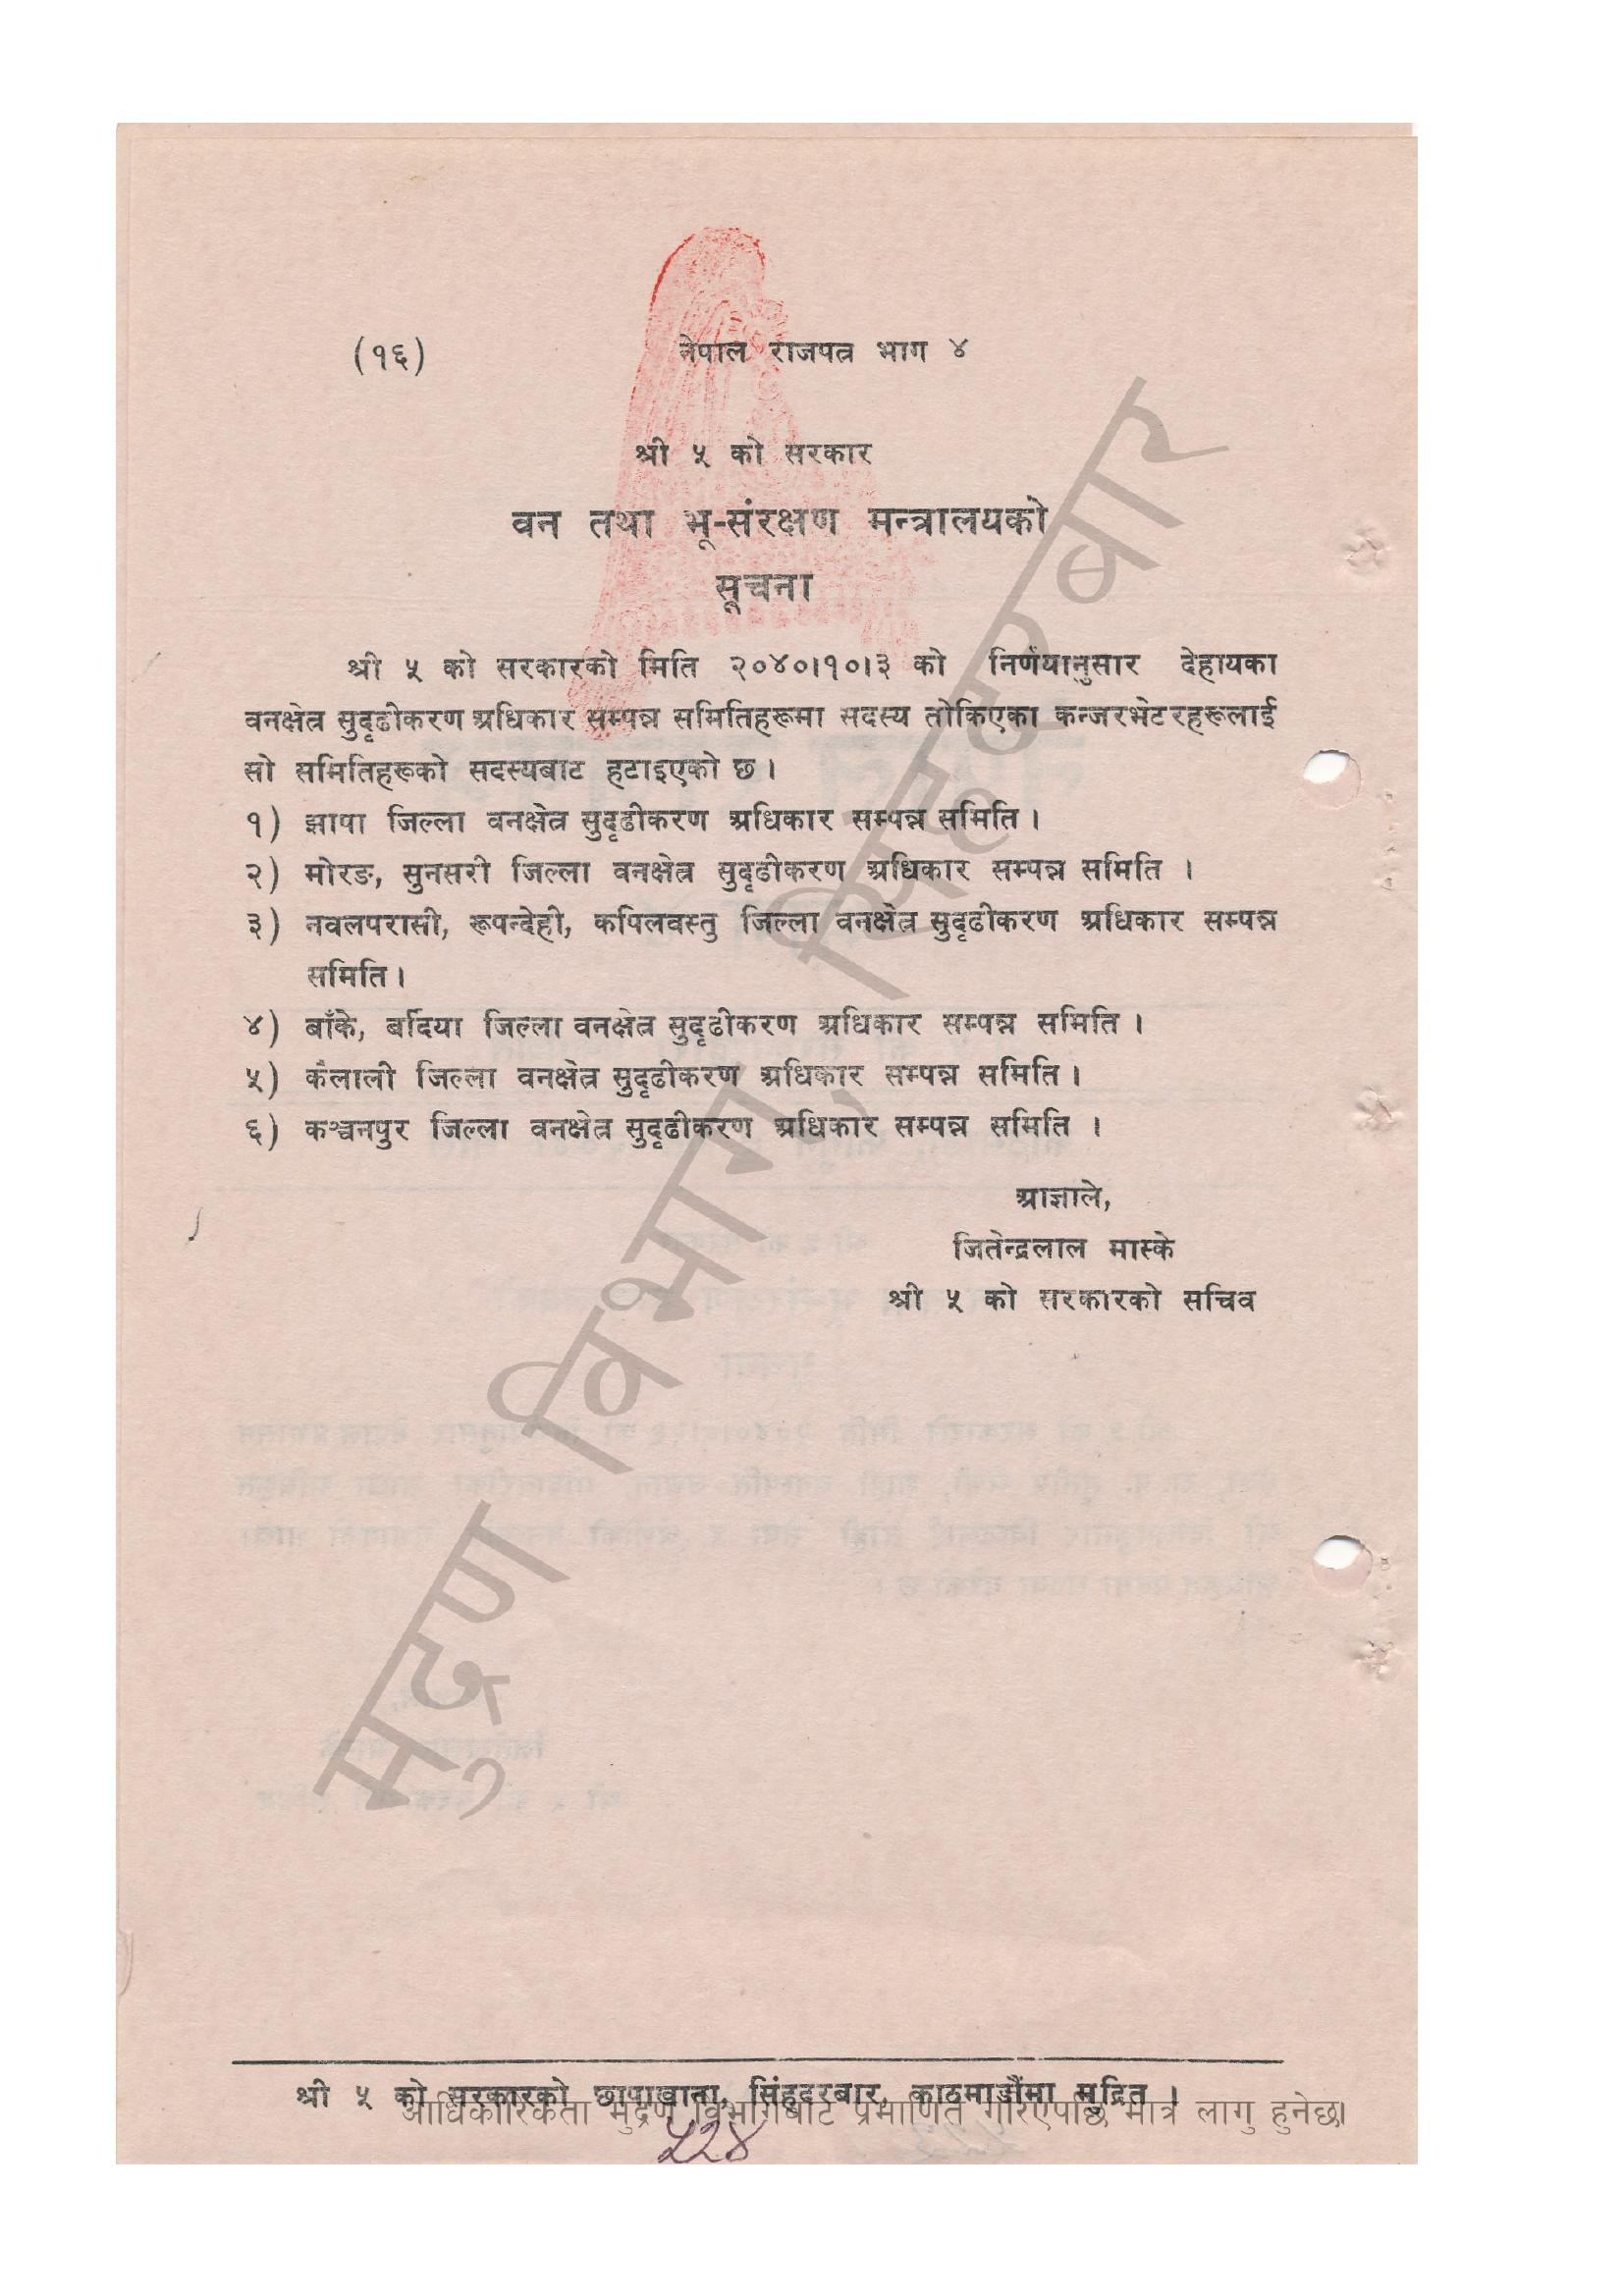 (१६)
नेपाल राजपत्र भाग ४
श्री ५ को सरकार
वन तथा भू-संरक्षण मन्त्रालयको
सूचना
श्री ५ को सरकारको मिति २०४०।१०।३ को निर्णयानुसार देहायका
वनक्षेत्र सुदृढीकरण अधिकार सम्पन्न समितिहरूमा सदस्य तोकिएका कन्जरभेटरहरूलाई
सो समितिहरूको सदस्यबाट हटाइएको छ।
१) झापा जिल्ला वनक्षेत्र सुदृढीकरण अधिकार सम्पन्न समिति।
२) मोरङ, सुनसरी जिल्ला वनक्षेत्र सुदृढीकरण अधिकार सम्पन्न समिति ।
३) नवलपरासी, रूपन्देही, कपिलवस्तु जिल्ला वनक्षेत्र सुदृढीकरण अधिकार सम्पन्न
समिति।
४) बाँके, बर्दिया जिल्ला वनक्षेत्र सुदृढीकरण अधिकार सम्पन्न समिति।
५) कैलाली जिल्ला वनक्षेत्र सुदृढीकरण अधिकार सम्पन्न समिति।
६) कञ्चनपुर जिल्ला वनक्षेत्र सुदृढीकरण अधिकार सम्पन्न समिति ।
आज्ञाले,
जितेन्द्रलाल मास्के
श्री ५ को सरकारको सचिव
मुद्रण विभाग, सिंहदरबार
श्री ५ को सरकारको छापाखाना, सिंहदरबार, काठमाडौंमा मुद्रित ।
आधिकारिकता मुद्रण विभागबाट प्रमाणित गरिएपछि मात्र लागु हुनेछ।
५२४